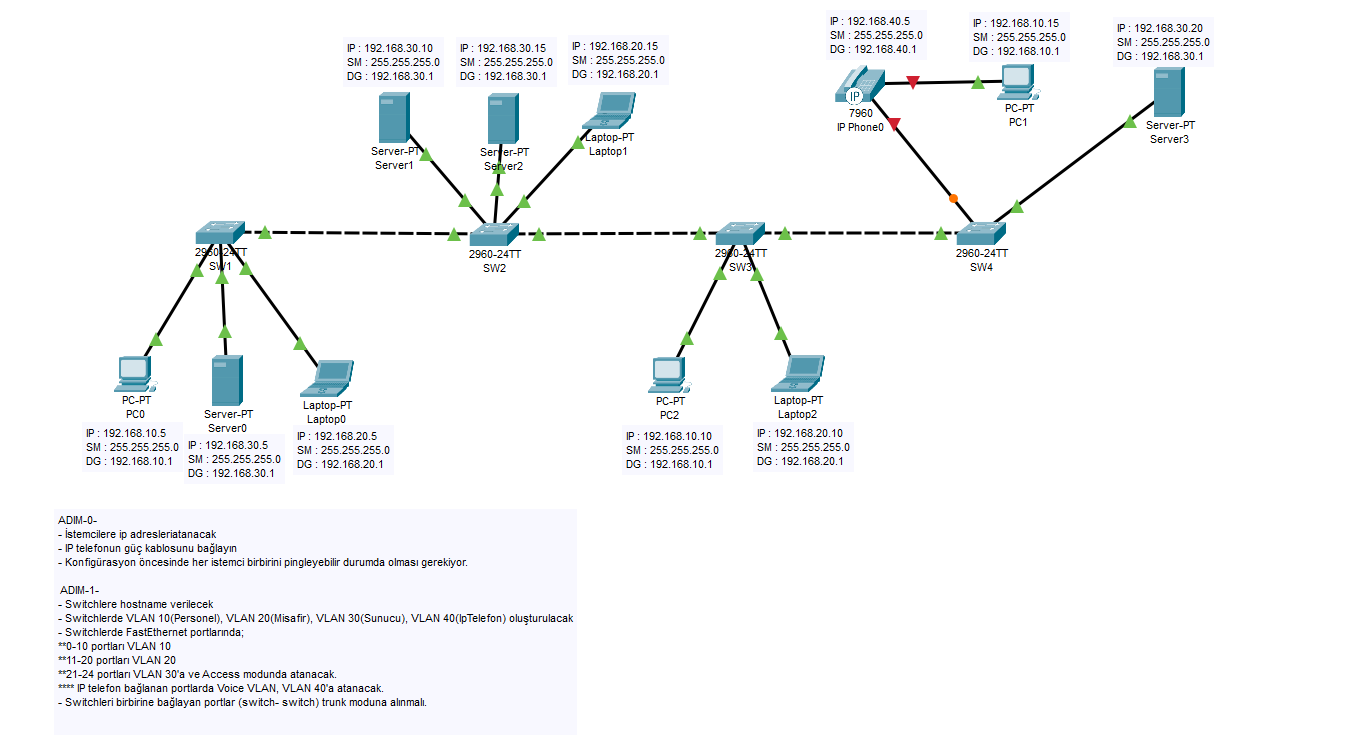 IP : 192.168.30.10
SM : 255.255.255.0
DG : 192.168.30.1
IP : 192.168.30.15
SM : 255.255.255.0
DG : 192.168.30.1
IP : 192.168.20.15
SM : 255.255.255.0
DG : 192.168.20.1
IP : 192.168.40.5
SM : 255.255.255.0
DG : 192.168.40.1
IP : 192.168.10.15
SM : 255.255.255.0
DG : 192.168.10.1
IP : 192.168.30.20
SM : 255.255.255.0
DG : 192.168.30.1
Server-PT
Server1
Server-PT
Server2
Laptop-PT
Laptop1
IP
7960
IP Phone0
PC-PT
PC1
Server-PT
Server3
2960-24TT
SW1
2960-24TT
SW2
2960-24TT
SW3
2960-24TT
SW4
PC-PT
PC0
Server-PT
Server0
Laptop-PT
Laptop0
PC-PT
PC2
Laptop-PT
Laptop2
IP : 192.168.10.5
SM : 255.255.255.0
DG : 192.168.10.1
IP : 192.168.30.5
SM : 255.255.255.0
DG : 192.168.30.1
IP : 192.168.20.5
SM : 255.255.255.0
DG : 192.168.20.1
IP : 192.168.10.10
SM : 255.255.255.0
DG : 192.168.10.1
IP : 192.168.20.10
SM : 255.255.255.0
DG : 192.168.20.1
ADIM-0-
- İstemcilere ip adresleriatanacak
- IP telefonun güç kablosunu bağlayın
- Konfigürasyon öncesinde her istemci birbirini pingleyebilir durumda olması gerekiyor.
ADIM-1-
- Switchlere hostname verilecek
- Switchlerde VLAN 10(Personel), VLAN 20(Misafir), VLAN 30(Sunucu), VLAN 40(IpTelefon) oluşturulacak
- Switchlerde FastEthernet portlarında;
**0-10 portları VLAN 10
**11-20 portları VLAN 20
**21-24 portları VLAN 30'a ve Access modunda atanacak.
**** IP telefon bağlanan portlarda Voice VLAN, VLAN 40'a atanacak.
- Switchleri birbirine bağlayan portlar (switch- switch) trunk moduna alınmalı.